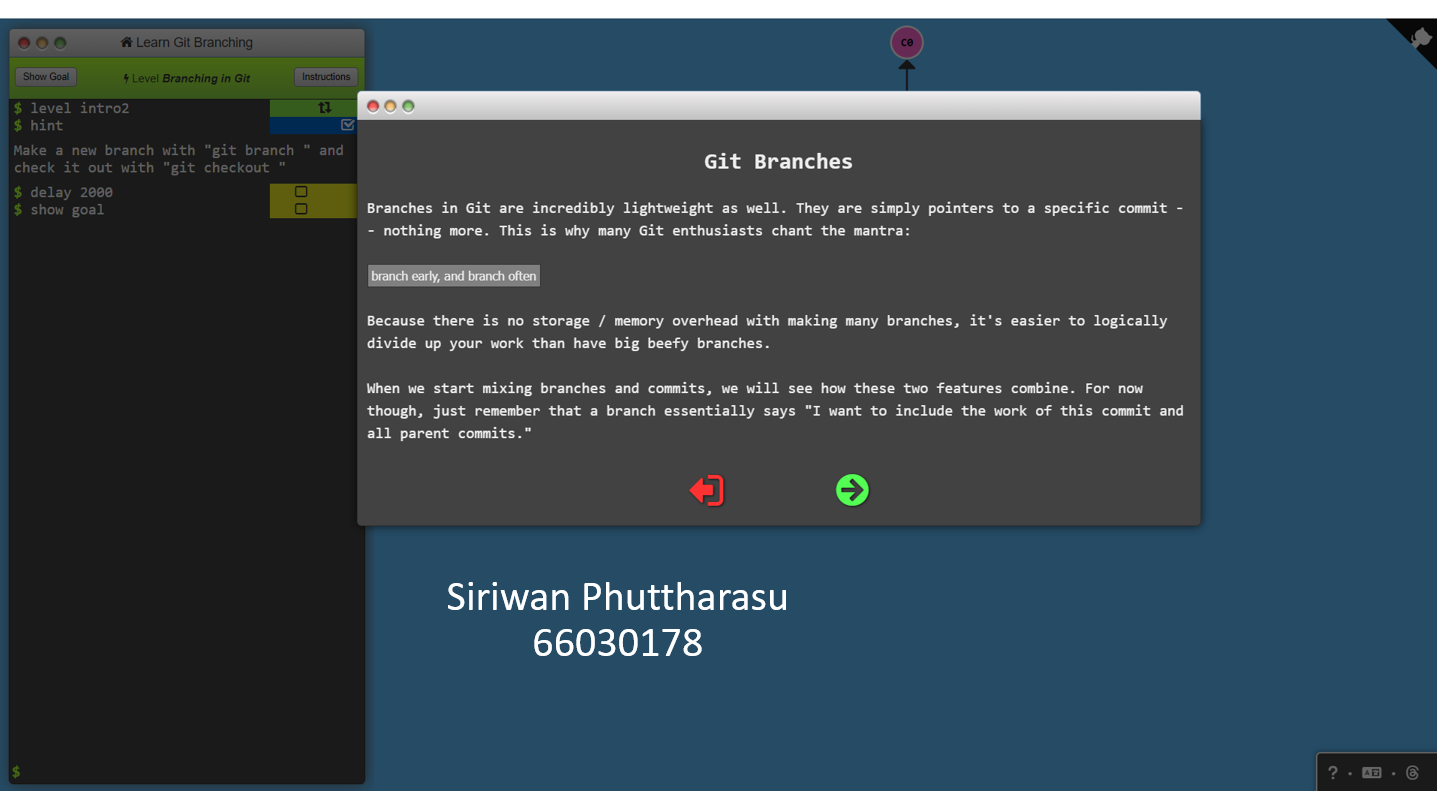 Learn Git Branching
Show Goal
Level Branching in Git
Instructions
$ level intro2
$ hint
Make a new branch with "git branch " and
check it out with "git checkout "
$ delay 2000
$ show goal
$
c0
Git Branches
Branches in Git are incredibly lightweight as well. They are simply pointers to a specific commit -
- nothing more. This is why many Git enthusiasts chant the mantra:
branch early, and branch often
Because there is no storage / memory overhead with making many branches, it's easier to logically
divide up your work than have big beefy branches.
When we start mixing branches and commits, we will see how these two features combine. For now
though, just remember that a branch essentially says "I want to include the work of this commit and
all parent commits."
Siriwan Phuttharasu
66030178
? · ·